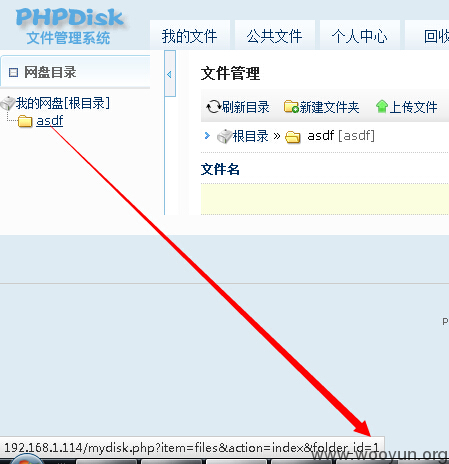 PHPDisk
文件管理系统
我的文件 公共文件 个人中心 回收
网盘目录
我的网盘[根目录]
asdf
文件管理
刷新目录 新建文件夹 上传文件
根目录 » asdf [asdf]
文件名
P
192.168.1.114/mydisk.php?item=files&action=index&folder_id=1
www.wooyun.org